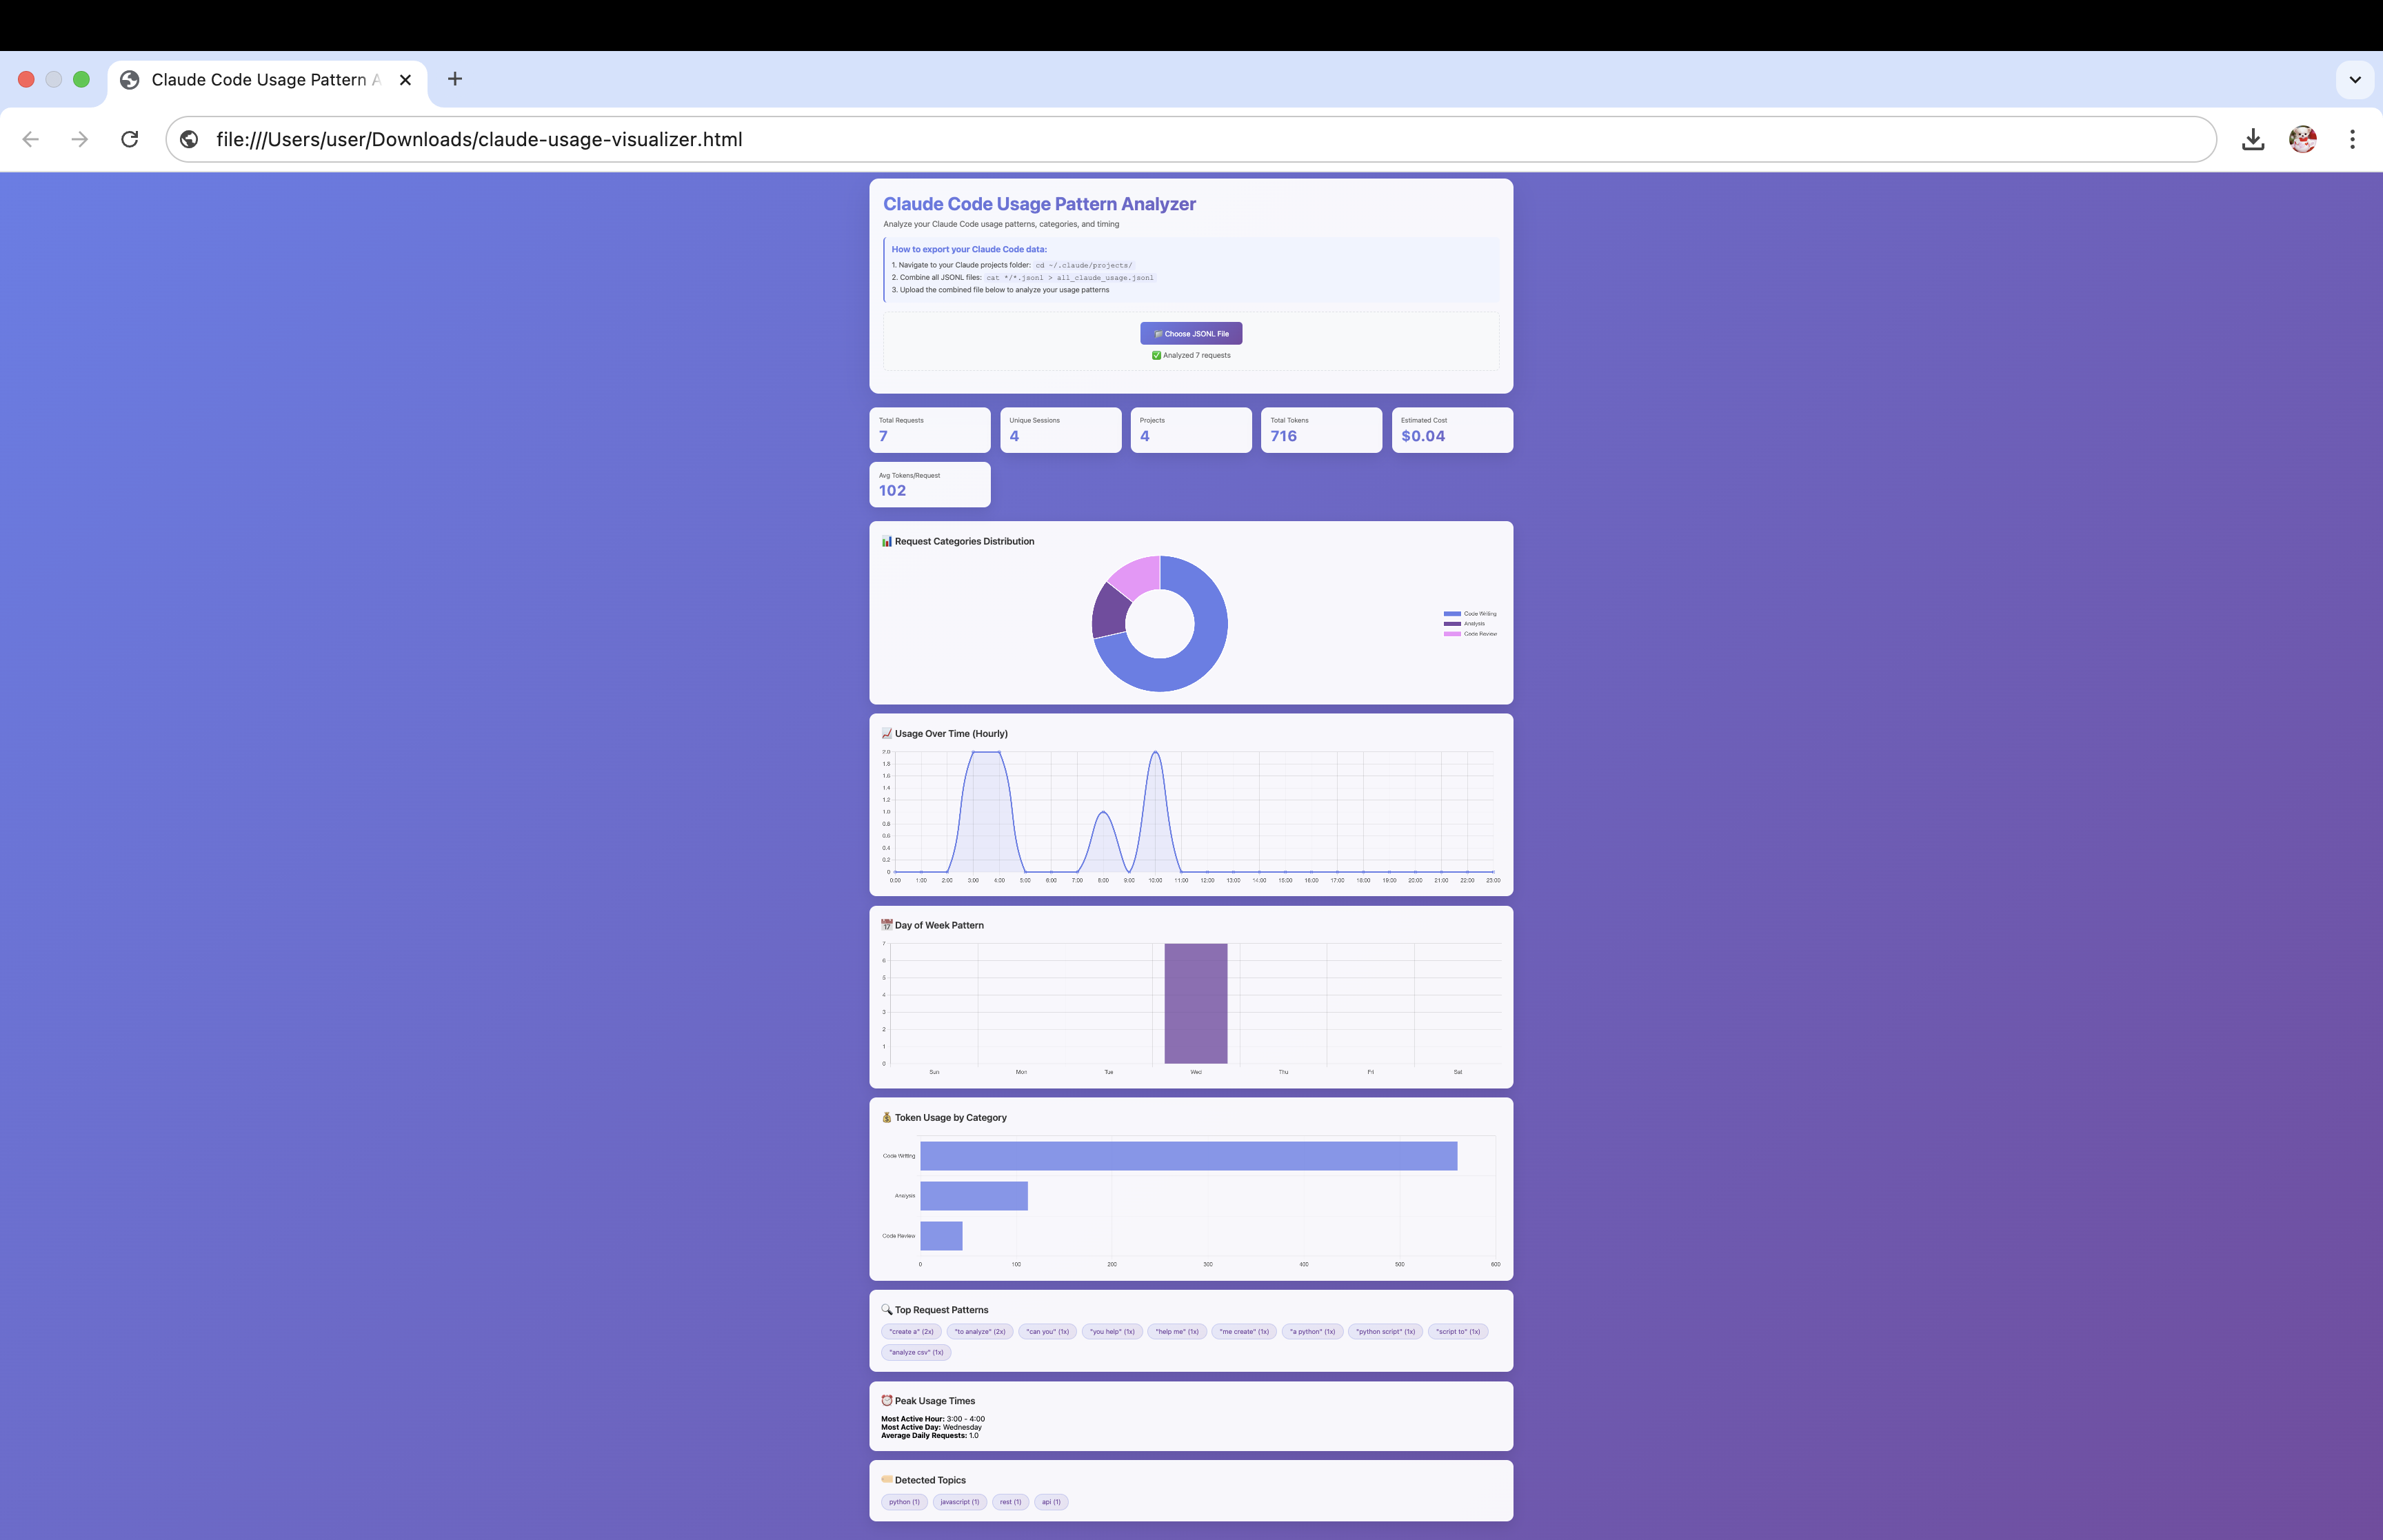 Claude Code Usage Pattern A
file:///Users/user/Downloads/claude-usage-visualizer.html
Claude Code Usage Pattern Analyzer
Analyze your Claude Code usage patterns, categories, and timing
How to export your Claude Code data:
1. Navigate to your Claude projects folder: cd ~/.claude/projects/
2. Combine all JSONL files: cat */*.jsonl > all_claude_usage.jsonl
3. Upload the combined file below to analyze your usage patterns
Choose JSONL File
Analyzed 7 requests
Total Requests
7
Unique Sessions
4
Projects
4
Total Tokens
716
Estimated Cost
$0.04
Avg Tokens/Request
102
Request Categories Distribution
Code Writing
Analysis
Code Review
Usage Over Time (Hourly)
2.0
1.8
1.6
1.4
1.2
1.0
0.8
0.6
0.4
0.2
0
0:00 1:00 2:00 3:00 4:00 5:00 6:00 7:00 8:00 9:00 10:00 11:00 12:00 13:00 14:00 15:00 16:00 17:00 18:00 19:00 20:00 21:00 22:00 23:00
17 Day of Week Pattern
7
6
5
4
3
2
1
0
Sun Mon Tue Wed Thu Fri Sat
Token Usage by Category
Code Writing
Analysis
Code Review
0 100 200 300 400 500 600
Top Request Patterns
"create a" (2x) "to analyze" (2x) "can you" (1x) "you help" (1x) "help me" (1x) "me create" (1x) "a python" (1x) "python script" (1x) "script to" (1x)
"analyze csv" (1x)
Peak Usage Times
Most Active Hour: 3:00 - 4:00
Most Active Day: Wednesday
Average Daily Requests: 1.0
Detected Topics
python (1) javascript (1) rest (1) api (1)